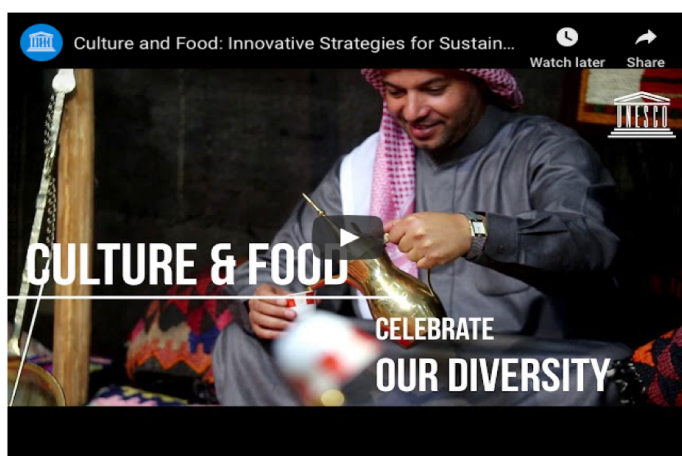 Culture and Food: Innovative Strategies for Sustain...
Watch later
Share
UNESCO
CULTURE & FOOD
CELEBRATE
OUR DIVERSITY